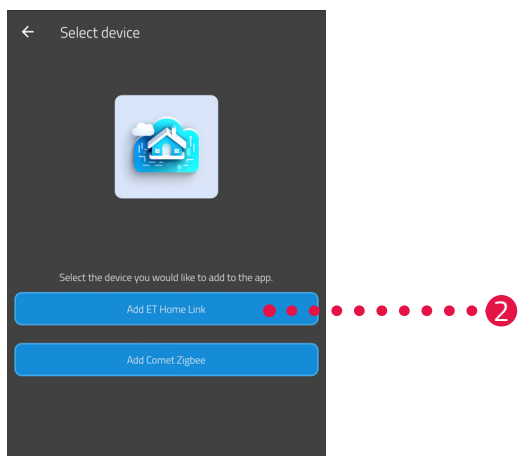 Select device
Select the device you would like to add to the app.
Add ET Home Link
2
Add Comet Zigbee